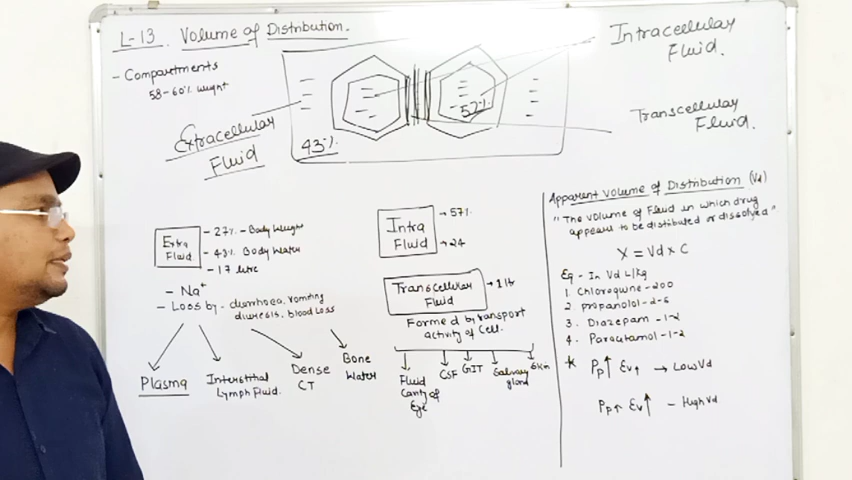 L-13. Volume of Distribution.
- Compartments
58-60% weight
Extracellular
Fluid
43%
52%
Intracellular
Fluid.
Transcellular
Fluid.
Extra
Fluid
- 27% - Body Weight
- 43% Body Water
- 17 litre
- Na+
- Loss by - diarrhoea, vomiting
diuresis, blood loss
Plasma
Interstitial
Lymph Fluid.
Dense
CT
Bone
Water
Intra
Fluid
57%
24
Transcellular
Fluid
Formed by transport
activity of Cell.
Fluid
Cavity of
Eye
CSF
GIT
Salivary
gland
Apparent volume of Distribution (Vd)
"The volume of Fluid in which drug
appears to be distibuted or dissolved"
X = Vd x C
Eg - In Vd L/kg
1. Chloroquine - 200
2. propanolol - 2-6
3. Diazepam - 1-2
4. Paracutamol - 1-2
Pp↑ Ev↑ → Low Vd
Pp↑ Ev↑ - High Vd